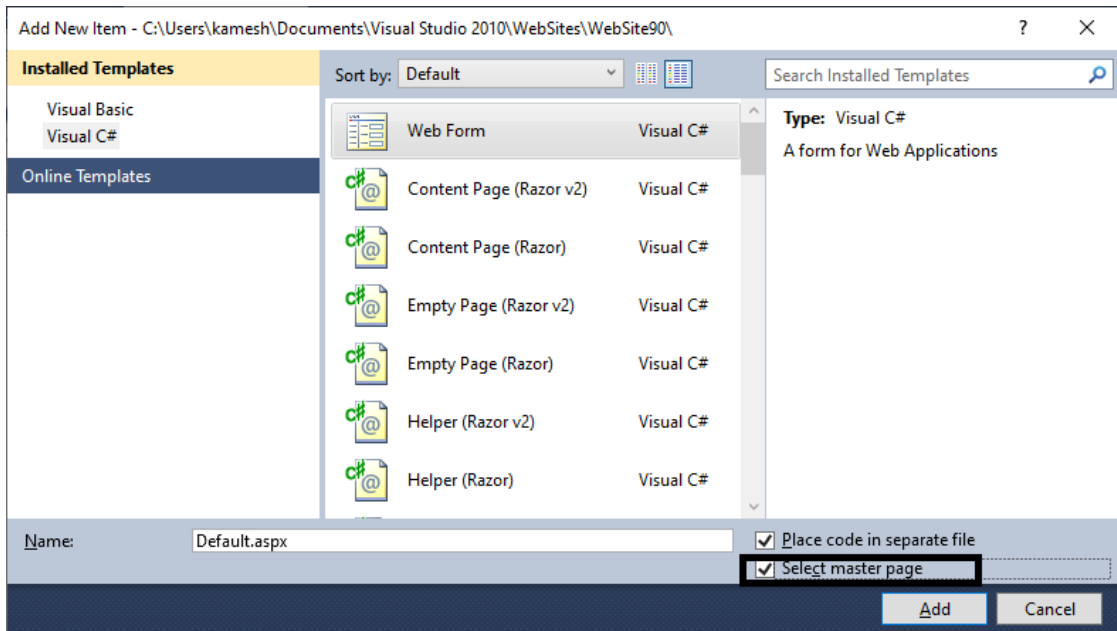 Add New Item - C:\Users\kamesh\Documents\Visual Studio 2010\WebSites\WebSite90\ ?
Installed Templates
Visual Basic
Visual C#
Online Templates
Sort by: Default
Search Installed Templates
Web Form Visual C#
C# @ Content Page (Razor v2) Visual C#
C# @ Content Page (Razor) Visual C#
C# @ Empty Page (Razor v2) Visual C#
C# @ Empty Page (Razor) Visual C#
C# @ Helper (Razor v2) Visual C#
C# @ Helper (Razor) Visual C#
Type: Visual C#
A form for Web Applications
Name: Default.aspx
Place code in separate file
Select master page
Add Cancel